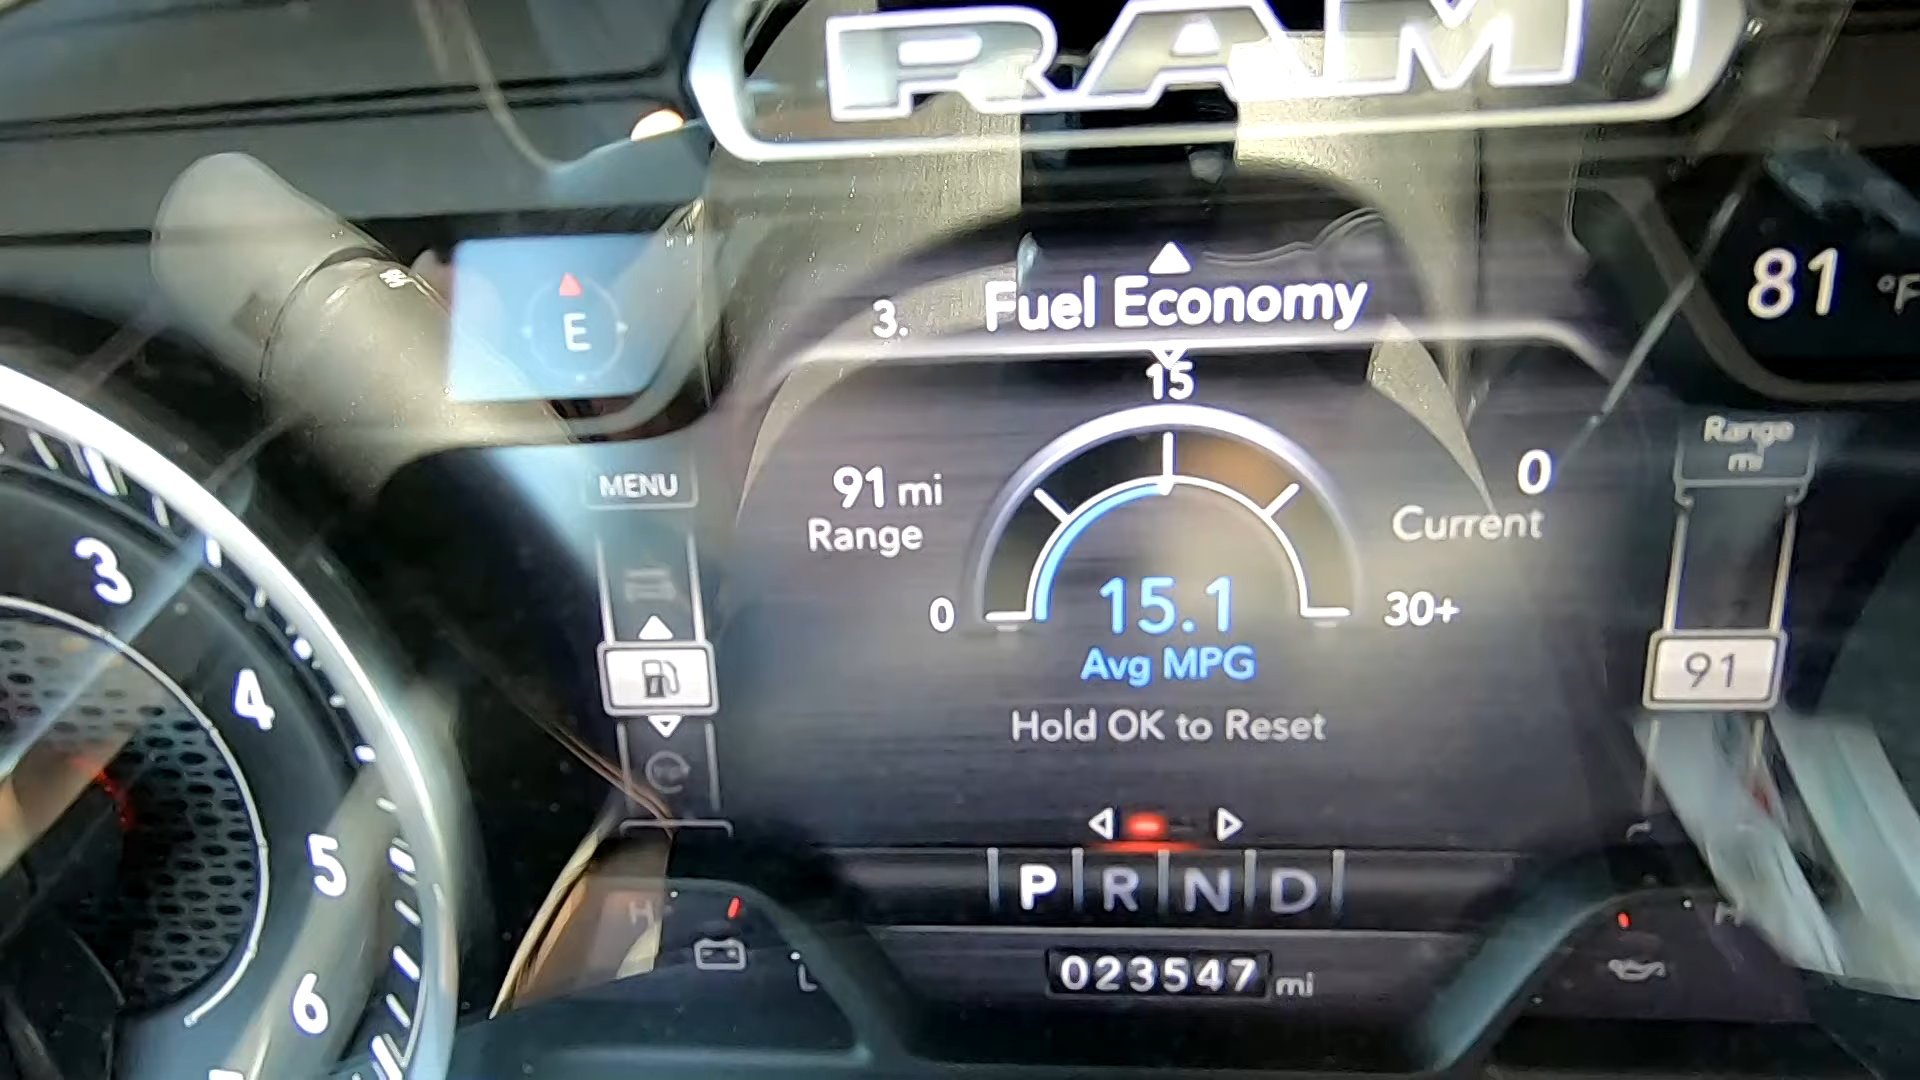 RAM
E
81 °F
3. Fuel Economy
15
MENU
91 mi
Range
0
Current
Range
mi
0
30+
15.1
Avg MPG
91
Hold OK to Reset
3
4
5
6
P R N D
H
L
023547 mi